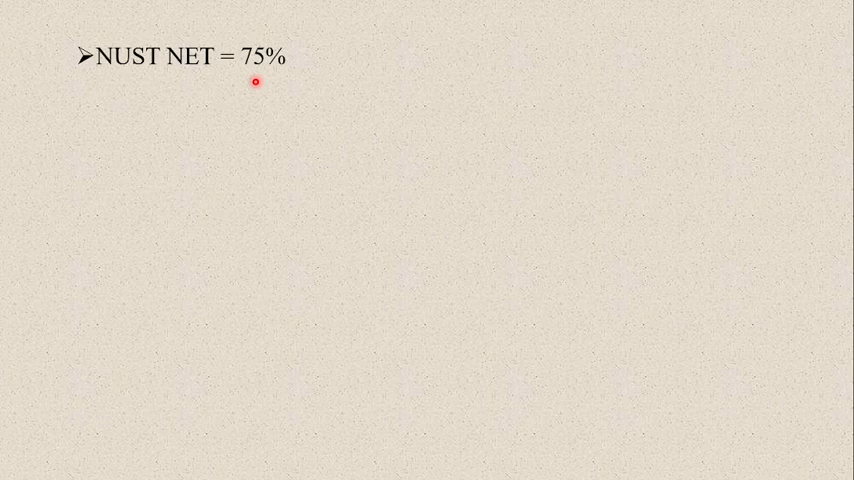 ➢NUST NET = 75%